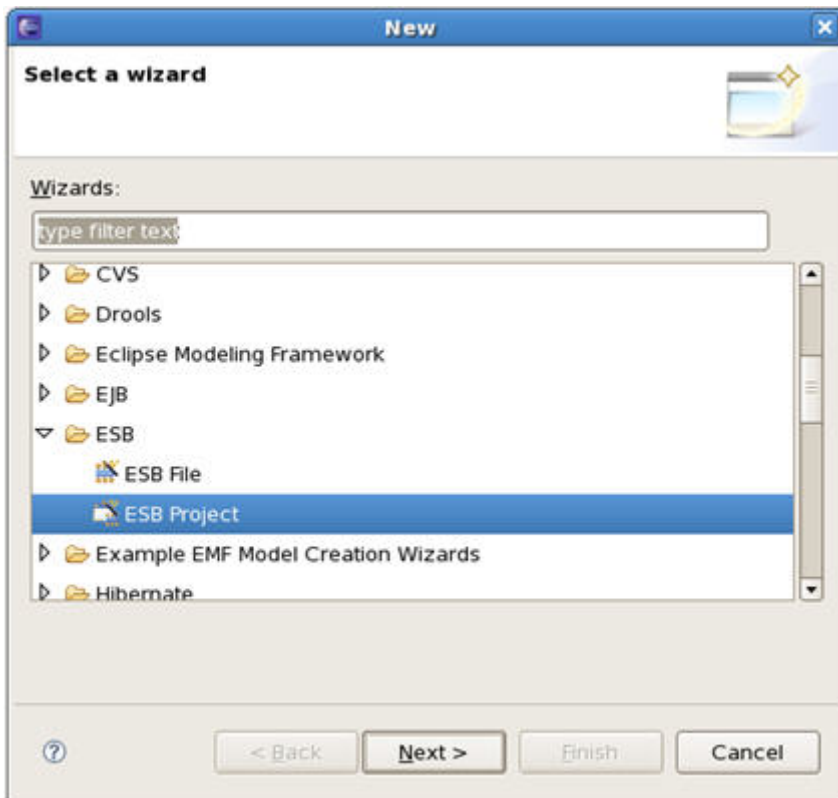 New
Select a wizard
Wizards:
type filter text
CVS
Drools
Eclipse Modeling Framework
EJB
ESB
ESB File
ESB Project
Example EMF Model Creation Wizards
Hibernate
?
< Back Next > Finish Cancel